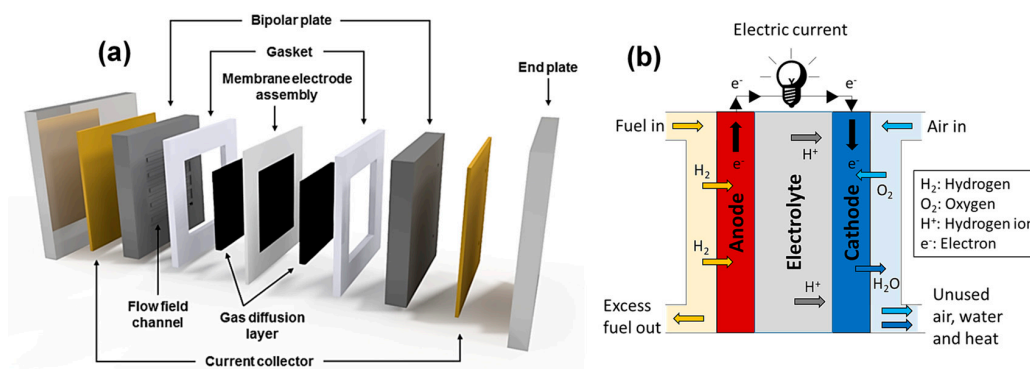 (a)
Bipolar plate
Gasket
Membrane electrode
assembly
End plate
Flow field
channel
Gas diffusion
layer
Current collector
(b)
Electric current
e-
e-
Fuel in
Air in
H+
e-
e-
H2
O2
Anode
Electrolyte
Cathode
H2
H2O
H+
Excess
fuel out
Unused
air, water
and heat
H2: Hydrogen
O2: Oxygen
H+: Hydrogen ion
e-: Electron